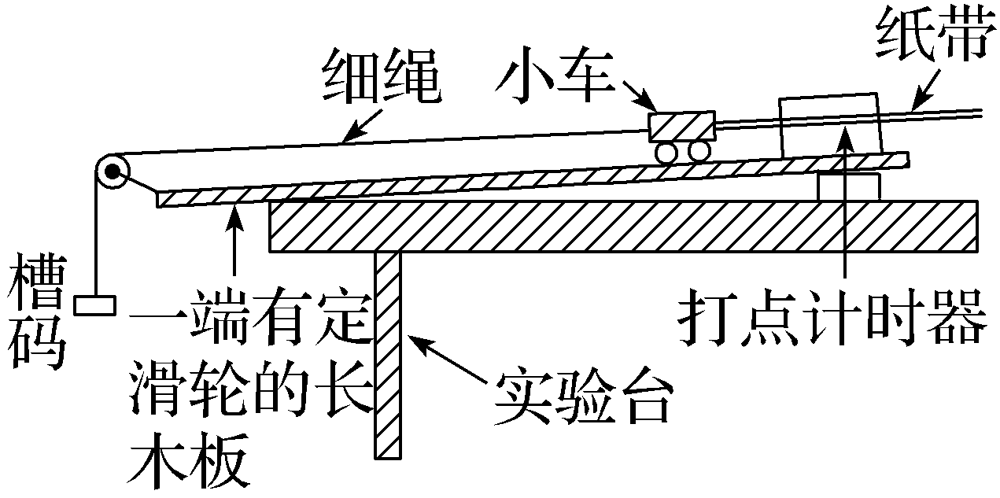 纸带
小车
细绳
槽
码
一端有定
滑轮的长
木板
打点计时器
实验台